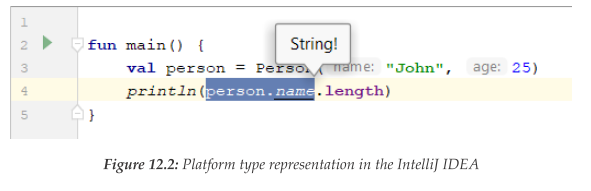 1
2 fun main() {
String!
3 val person = Person( name: "John", age: 25)
4 println(person.name.length)
5 }
Figure 12.2: Platform type representation in the IntelliJ IDEA